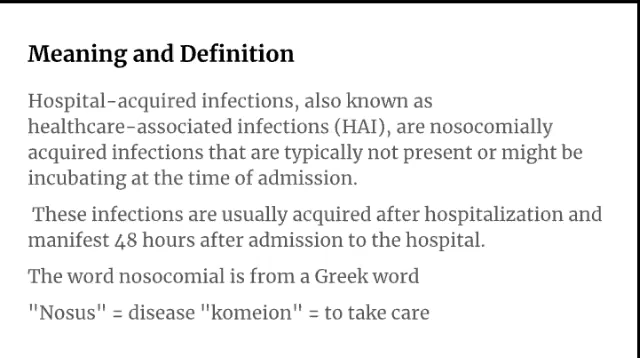 Meaning and Definition
Hospital-acquired infections, also known as
healthcare-associated infections (HAI), are nosocomially
acquired infections that are typically not present or might be
incubating at the time of admission.
These infections are usually acquired after hospitalization and
manifest 48 hours after admission to the hospital.
The word nosocomial is from a Greek word
"Nosus" = disease "komeion" = to take care